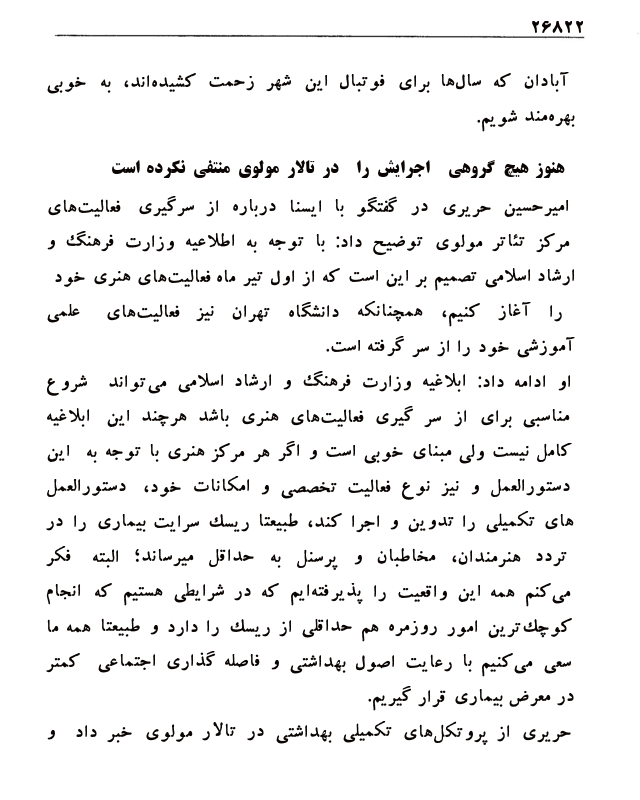 ۲۶۸۲۲
آبادان که سال‌ها برای فوتبال این شهر زحمت کشیده‌اند، به خوبی
بهره‌مند شویم.
هنوز هیچ گروهی اجرایش را در تالار مولوی منتفی نکرده است
امیرحسین حریری در گفتگو با ایسنا درباره از سرگیری فعالیت‌های
مرکز تئاتر مولوی توضیح داد: با توجه به اطلاعیه وزارت فرهنگ و
ارشاد اسلامی تصمیم بر این است که از اول تیر ماه فعالیت‌های هنری خود
را آغاز کنیم، همچنانکه دانشگاه تهران نیز فعالیت‌های علمی
آموزشی خود را از سر گرفته است.
او ادامه داد: ابلاغیه وزارت فرهنگ و ارشاد اسلامی می‌تواند شروع
مناسبی برای از سر گیری فعالیت‌های هنری باشد هرچند این ابلاغیه
کامل نیست ولی مبنای خوبی است و اگر هر مرکز هنری با توجه به این
دستورالعمل و نیز نوع فعالیت تخصصی و امکانات خود، دستورالعمل
های تکمیلی را تدوین و اجرا کند، طبیعتا ریسک سرایت بیماری را در
تردد هنرمندان، مخاطبان و پرسنل به حداقل میرساند؛ البته فکر
می‌کنم همه این واقعیت را پذیرفته‌ایم که در شرایطی هستیم که انجام
کوچک‌ترین امور روزمره هم حداقلی از ریسک را دارد و طبیعتا همه ما
سعی می‌کنیم با رعایت اصول بهداشتی و فاصله گذاری اجتماعی کمتر
در معرض بیماری قرار گیریم.
حریری از پروتکل‌های تکمیلی بهداشتی در تالار مولوی خبر داد و